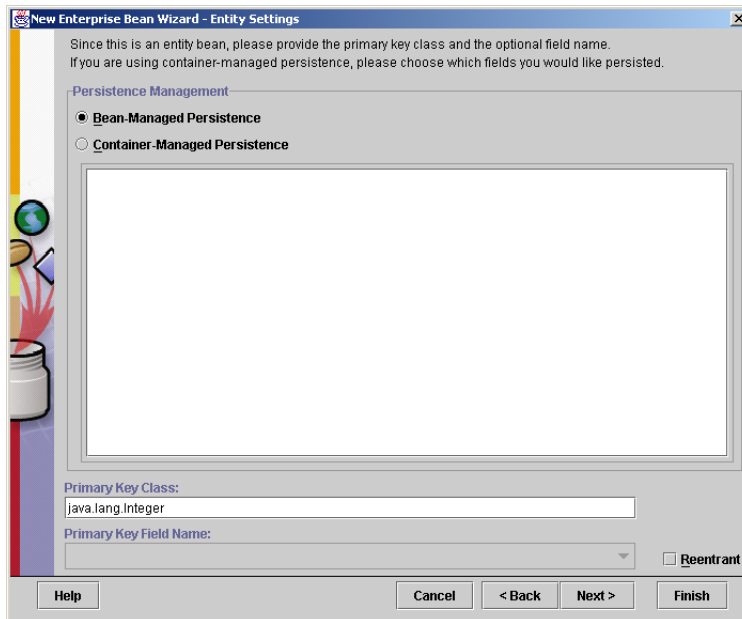 New Enterprise Bean Wizard - Entity Settings
Since this is an entity bean, please provide the primary key class and the optional field name.
If you are using container-managed persistence, please choose which fields you would like persisted.
Persistence Management
Bean-Managed Persistence
Container-Managed Persistence
Primary Key Class:
java.lang.Integer
Primary Key Field Name:
Reentrant
Help
Cancel
< Back
Next >
Finish